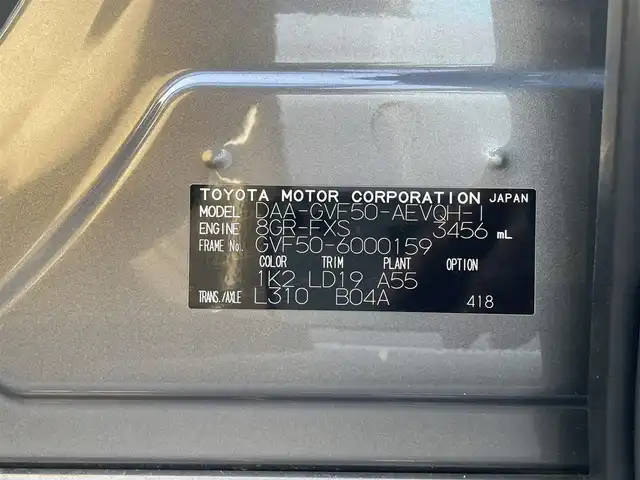 TOYOTA MOTOR CORPORATION JAPAN
MODEL DAA-GVF50-AEVQH-I
ENGINE 8GR-FXS 3456 mL
FRAME No. GVF50-6000159
COLOR TRIM PLANT OPTION
1K2 LD19 A55
TRANS./AXLE L310 B04A 418